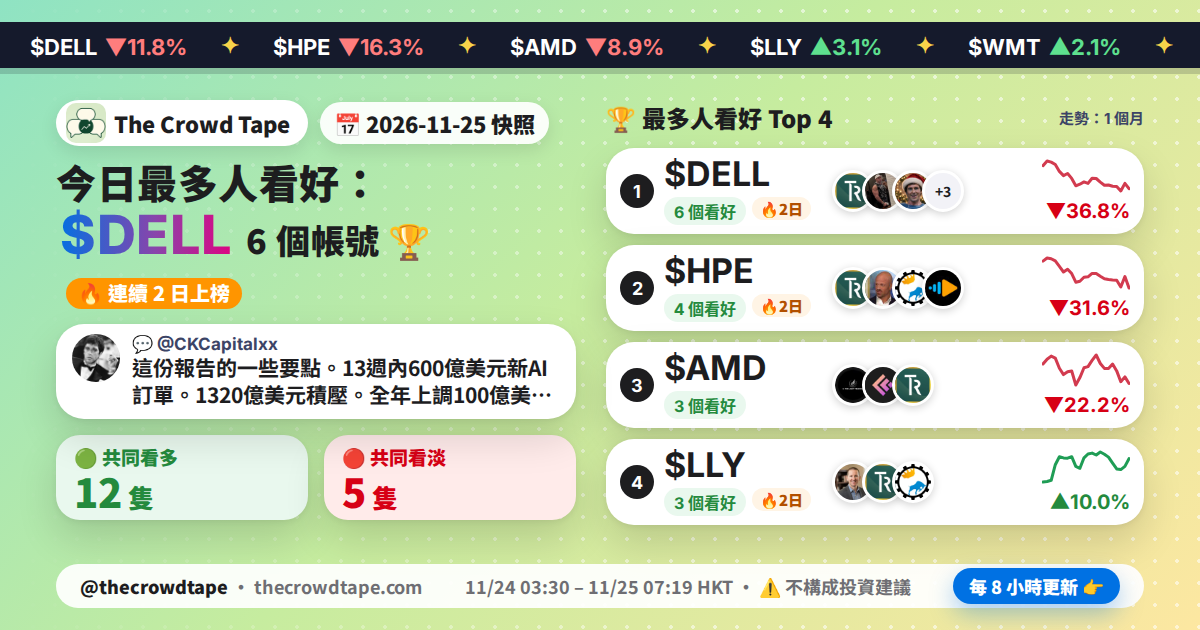 $DELL ▼11.8% ✦ $HPE ▼16.3% ✦ $AMD ▼8.9% ✦ $LLY ▲3.1% ✦ $WMT ▲2.1% ✦
The Crowd Tape
2026-11-25 快照
今日最多人看好：
$DELL 6 個帳號 🏆
🔥 連續 2 日上榜
💬 @CKCapitalxx
這份報告的一些要點。13週內600億美元新AI
訂單。1320億美元積壓。全年上調100億美…
🟢 共同看多
12 隻
🔴 共同看淡
5 隻
🏆 最多人看好 Top 4
走勢：1 個月
1
$DELL
6 個看好
🔥2日
+3
▼36.8%
2
$HPE
4 個看好
🔥2日
▼31.6%
3
$AMD
3 個看好
▼22.2%
4
$LLY
3 個看好
🔥2日
▲10.0%
@thecrowdtape • thecrowdtape.com
11/24 03:30 – 11/25 07:19 HKT • ⚠️ 不構成投資建議
每 8 小時更新 👉